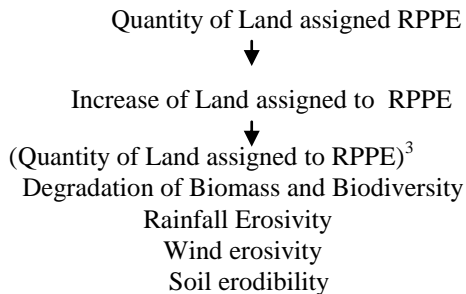 Quantity of Land assigned RPPE
Increase of Land assigned to RPPE
(Quantity of Land assigned to RPPE)³
Degradation of Biomass and Biodiversity
Rainfall Erosivity
Wind erosivity
Soil erodibility